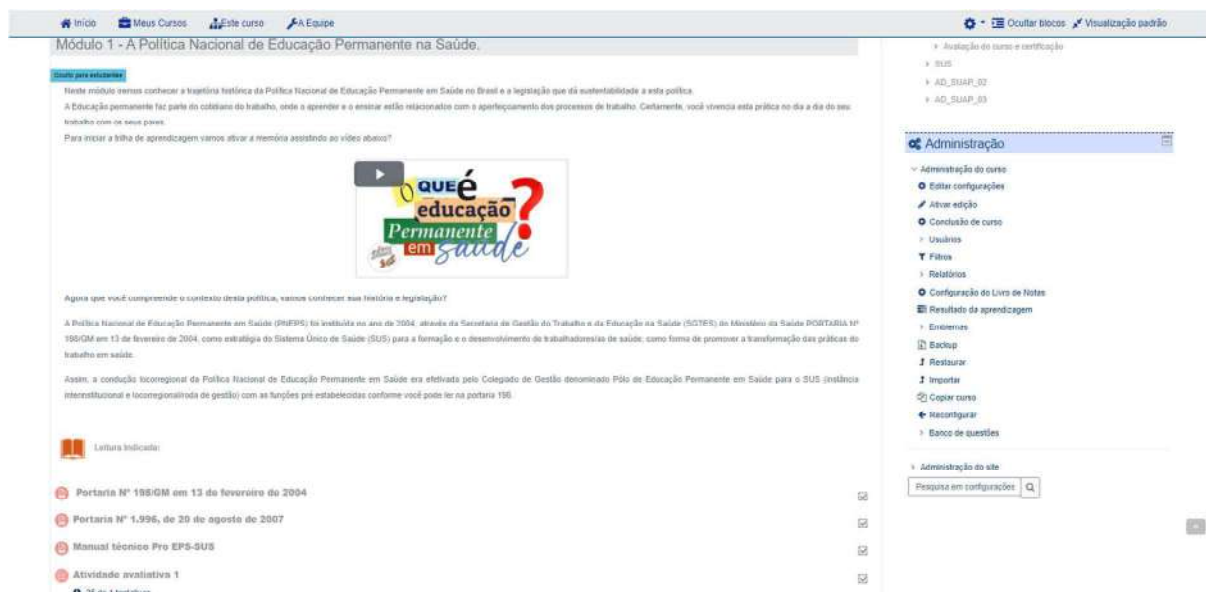 Início Meus Cursos Este curso A Equipe Ocultar blocos Visualização padrão
Módulo 1 - A Política Nacional de Educação Permanente na Saúde.
Oculto para estudantes
Neste módulo iremos conhecer a trajetória histórica da Política Nacional de Educação Permanente em Saúde no Brasil e a legislação que dá sustentabilidade a esta política.
A Educação permanente faz parte do cotidiano do trabalho, onde o aprender e o ensinar estão relacionados com o aperfeiçoamento dos processos de trabalho. Certamente, você vivencia esta prática no dia a dia do seu
trabalho com os seus pares.
Para iniciar a trilha de aprendizagem vamos ativar a memória assistindo ao vídeo abaixo?
O QUE é
educação
Permanente
em saúde
?
Agora que você compreende o contexto desta política, vamos conhecer sua história e legislação?
A Política Nacional de Educação Permanente em Saúde (PNEPS) foi instituída no ano de 2004, através da Secretaria de Gestão do Trabalho e da Educação na Saúde (SGTES) do Ministério da Saúde PORTARIA Nº
198/GM em 13 de fevereiro de 2004, como estratégia do Sistema Único de Saúde (SUS) para a formação e o desenvolvimento de trabalhadores/as de saúde, como forma de promover a transformação das práticas do
trabalho em saúde.
Assim, a condução locorregional da Política Nacional de Educação Permanente em Saúde era efetivada pelo Colegiado de Gestão denominado Pólo de Educação Permanente em Saúde para o SUS (instância
interinstitucional e locorregional/roda de gestão) com as funções pré estabelecidas conforme você pode ler na portaria 198.
Leitura Indicada:
Portaria Nº 198/GM em 13 de fevereiro de 2004
Portaria Nº 1.996, de 20 de agosto de 2007
Manual técnico Pro EPS-SUS
Atividade avaliativa 1
Avaliação do curso e certificação
SUS
AD_SUAP_02
AD_SUAP_03
Administração
Administração do curso
Editar configurações
Ativar edição
Conclusão de curso
Usuários
Filtros
Relatórios
Configuração do Livro de Notas
Resultado da aprendizagem
Emblemas
Backup
Restaurar
Importar
Copiar curso
Reconfigurar
Banco de questões
Administração do site
Pesquisa em configurações